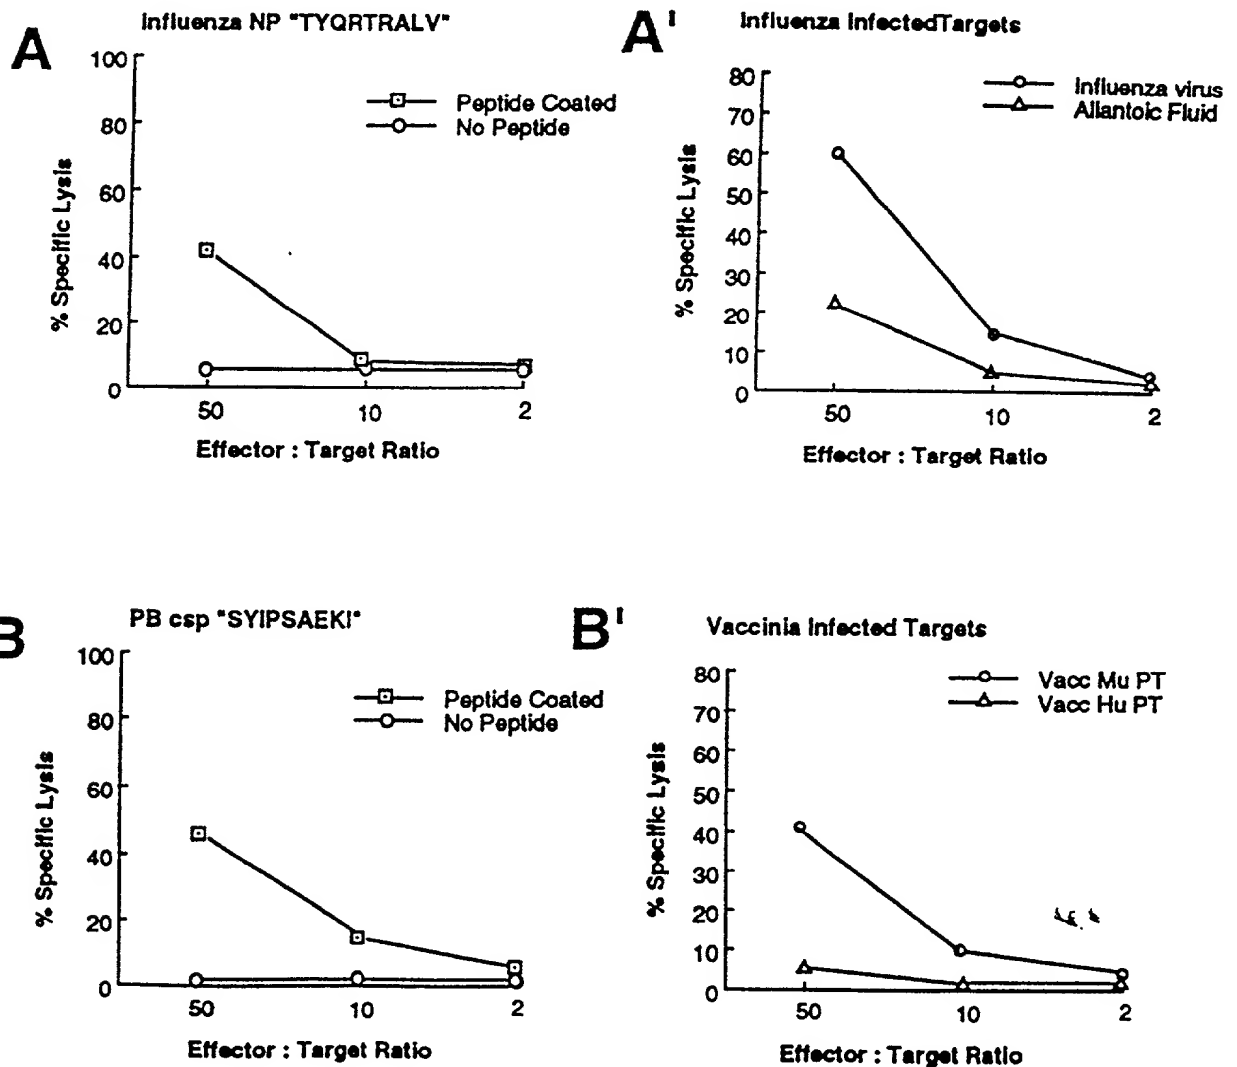 A
Influenza NP "TYQRTRALV"
100
80
60
40
20
0
% Specific Lysis
Peptide Coated
No Peptide
50 10 2
Effector : Target Ratio
A'
Influenza InfectedTargets
80
70
60
50
40
30
20
10
0
% Specific Lysis
Influenza virus
Allantoic Fluid
50 10 2
Effector : Target Ratio
B
PB csp "SYIPSAEKI"
100
80
60
40
20
0
% Specific Lysis
Peptide Coated
No Peptide
50 10 2
Effector : Target Ratio
B'
Vaccinia Infected Targets
80
70
60
50
40
30
20
10
0
% Specific Lysis
Vacc Mu PT
Vacc Hu PT
50 10 2
Effector : Target Ratio